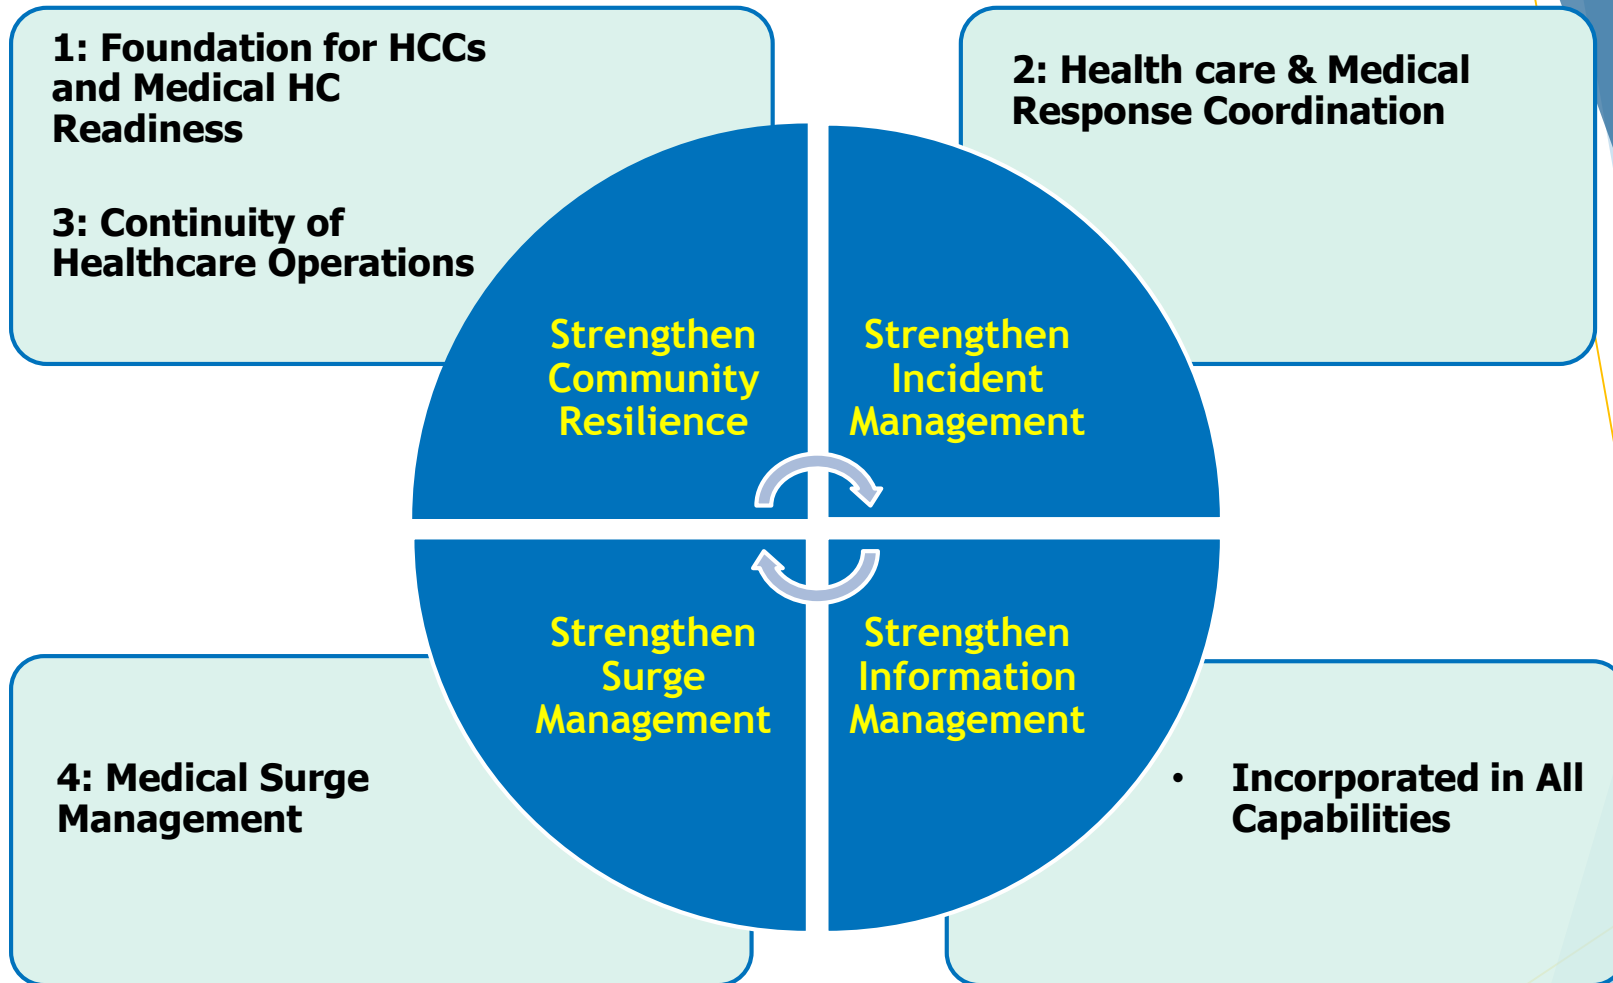 1: Foundation for HCCs
and Medical HC
Readiness
3: Continuity of
Healthcare Operations
2: Health care & Medical
Response Coordination
Strengthen
Community
Resilience
Strengthen
Incident
Management
Strengthen
Surge
Management
Strengthen
Information
Management
4: Medical Surge
Management
• Incorporated in All
Capabilities